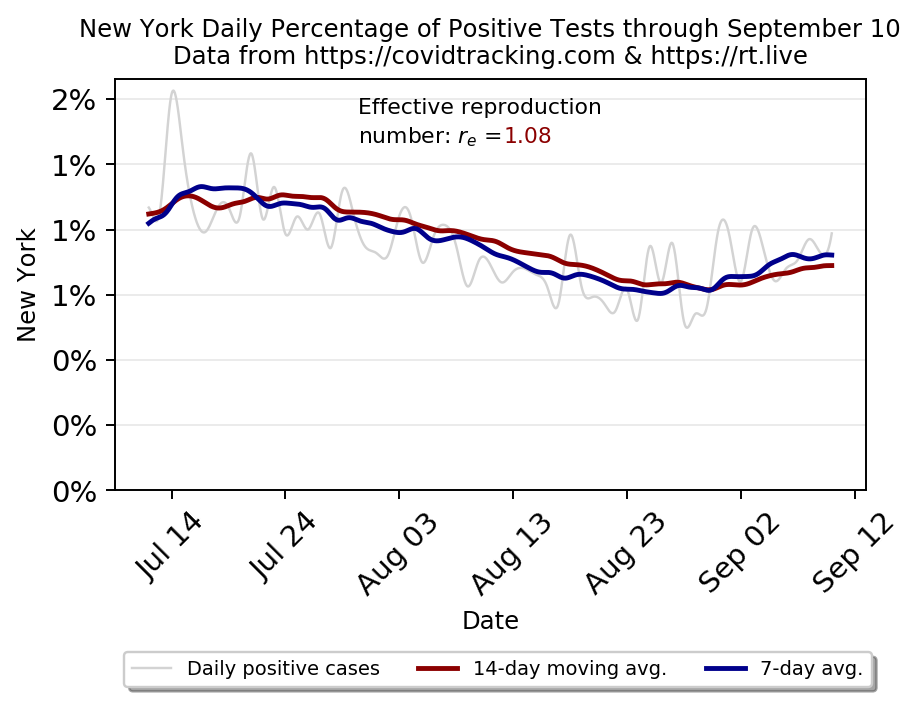 New York Daily Percentage of Positive Tests through September 10
Data from https://covidtracking.com & https://rt.live
Effective reproduction
number: rₑ =1.08
2%
1%
1%
1%
0%
0%
0%
New York
Jul 14
Jul 24
Aug 03
Aug 13
Aug 23
Sep 02
Sep 12
Date
Daily positive cases
14-day moving avg.
7-day avg.